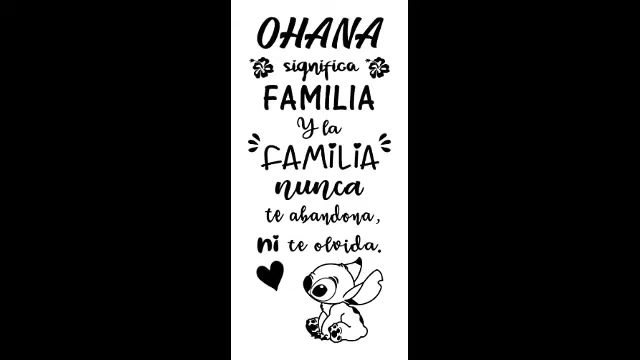 OHANA
significa
FAMILIA
Y la
FAMILIA
nunca
te abandona,
ni te olvida.